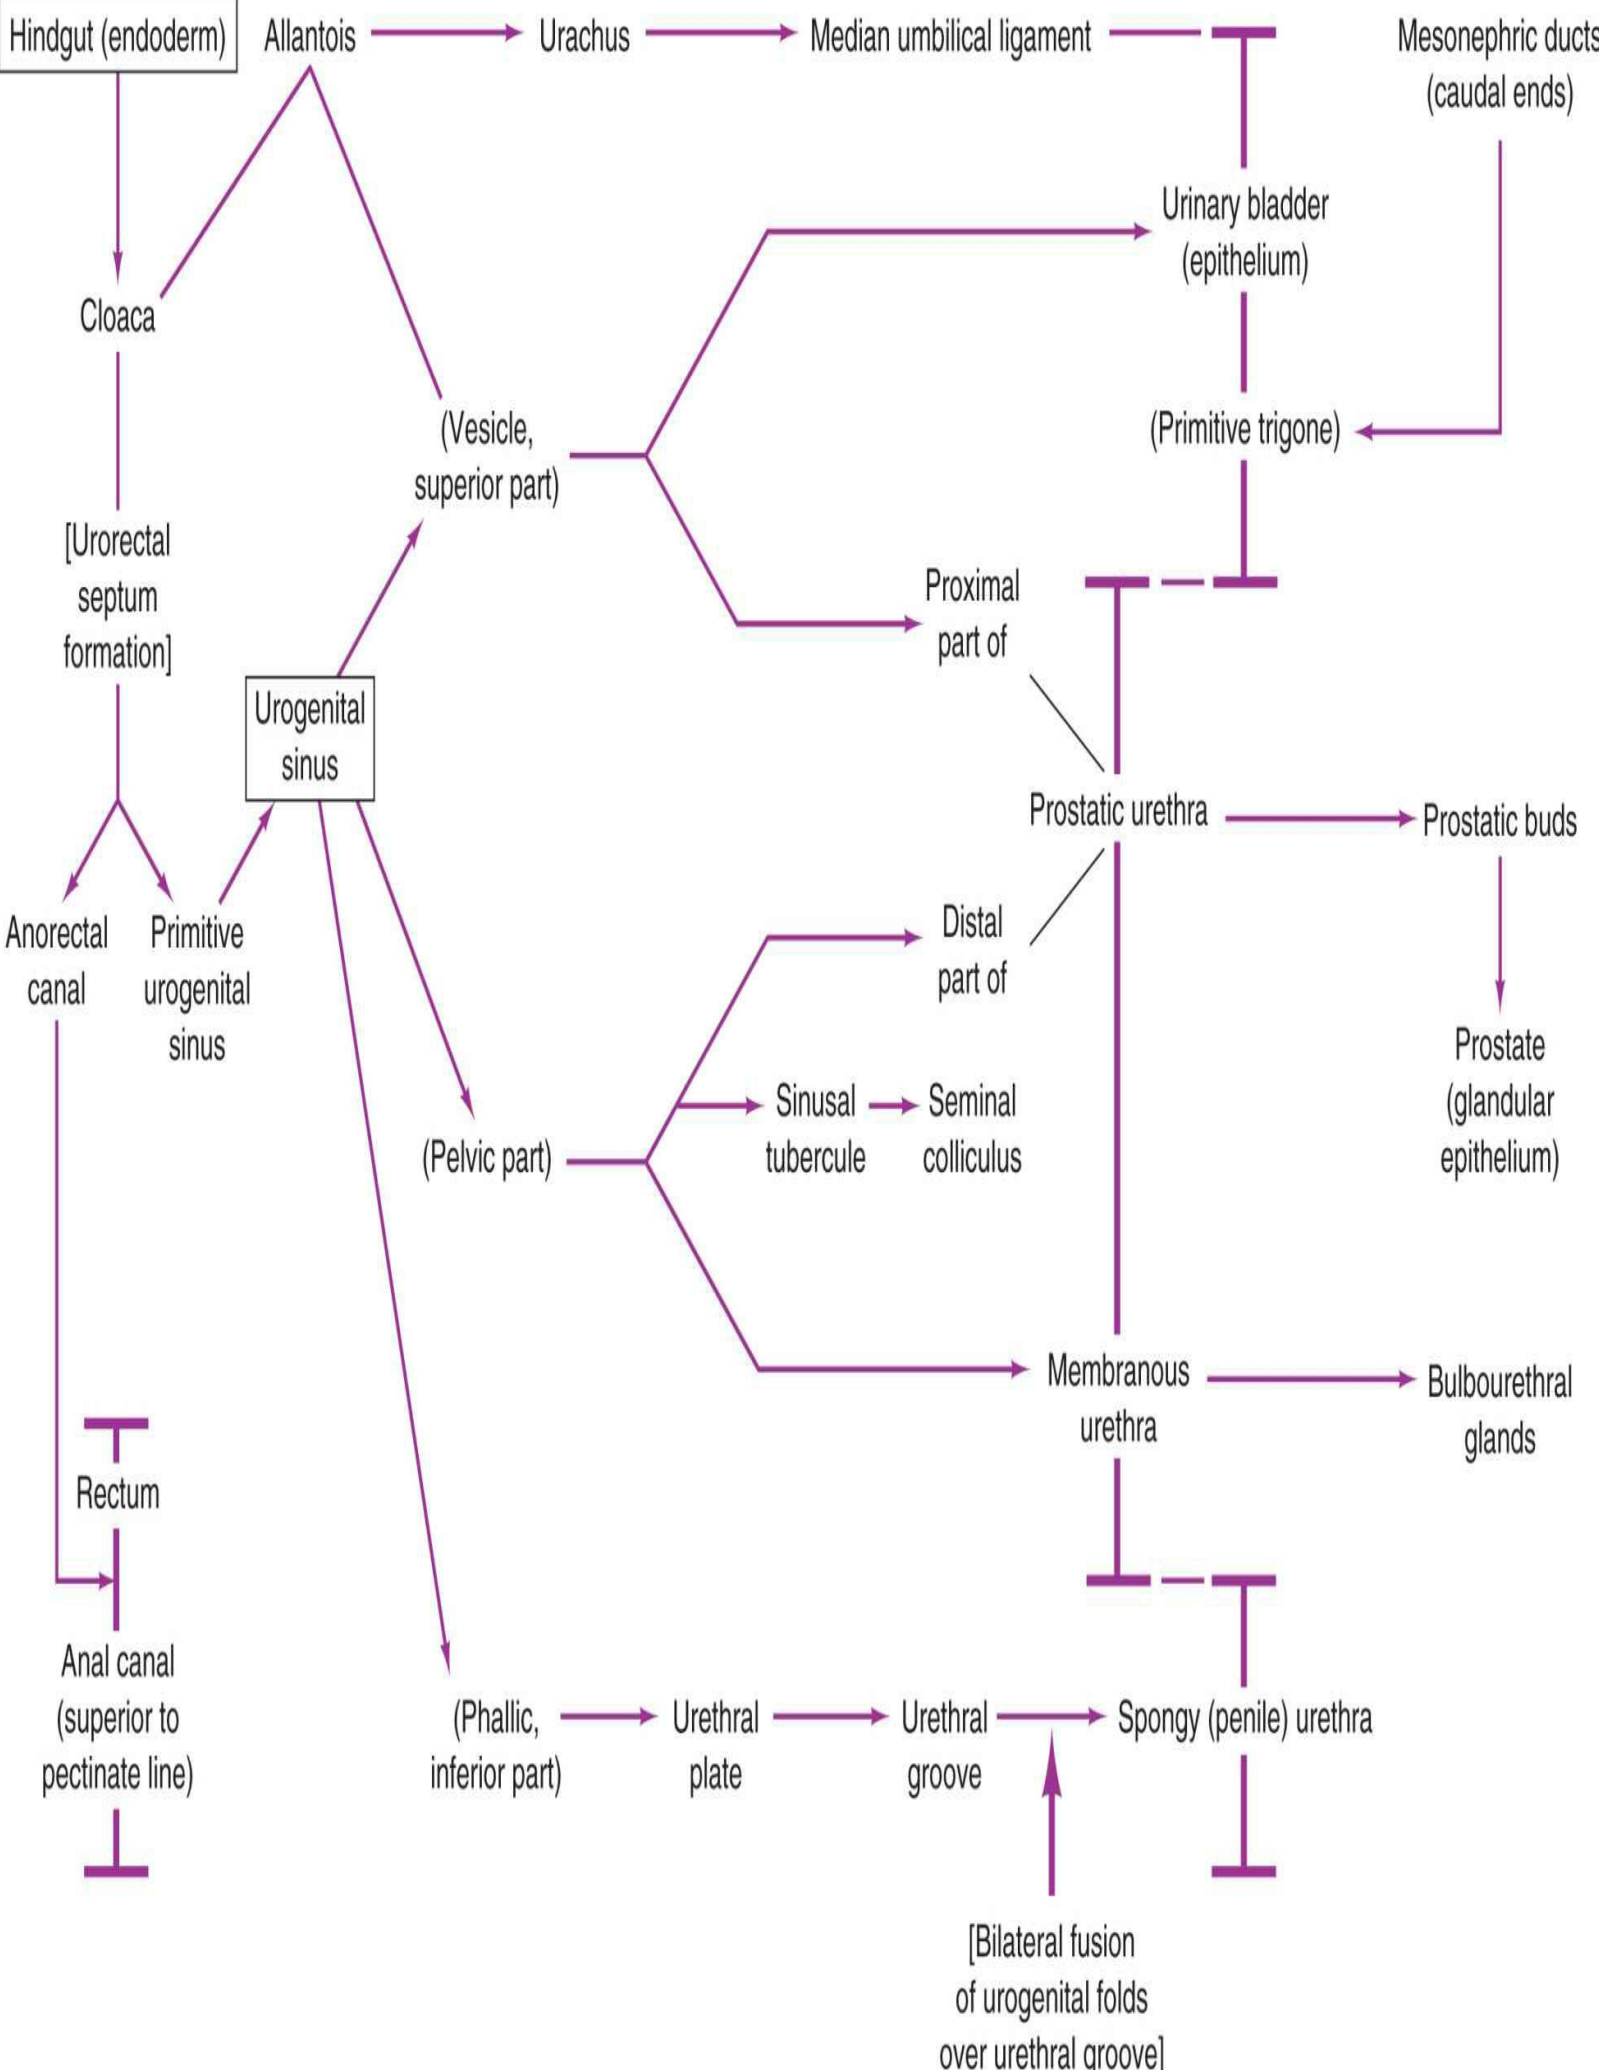 Hindgut (endoderm)
Allantois
Urachus
Median umbilical ligament
Mesonephric ducts
(caudal ends)
Urinary bladder
(epithelium)
Cloaca
(Vesicle,
superior part)
(Primitive trigone)
[Urorectal
septum
formation]
Proximal
part of
Urogenital
sinus
Prostatic urethra
Prostatic buds
Anorectal
canal
Primitive
urogenital
sinus
Distal
part of
Prostate
(glandular
epithelium)
Sinusal
tubercule
Seminal
colliculus
(Pelvic part)
Membranous
urethra
Bulbourethral
glands
Rectum
Anal canal
(superior to
pectinate line)
(Phallic,
inferior part)
Urethral
plate
Urethral
groove
Spongy (penile) urethra
[Bilateral fusion
of urogenital folds
over urethral groove]